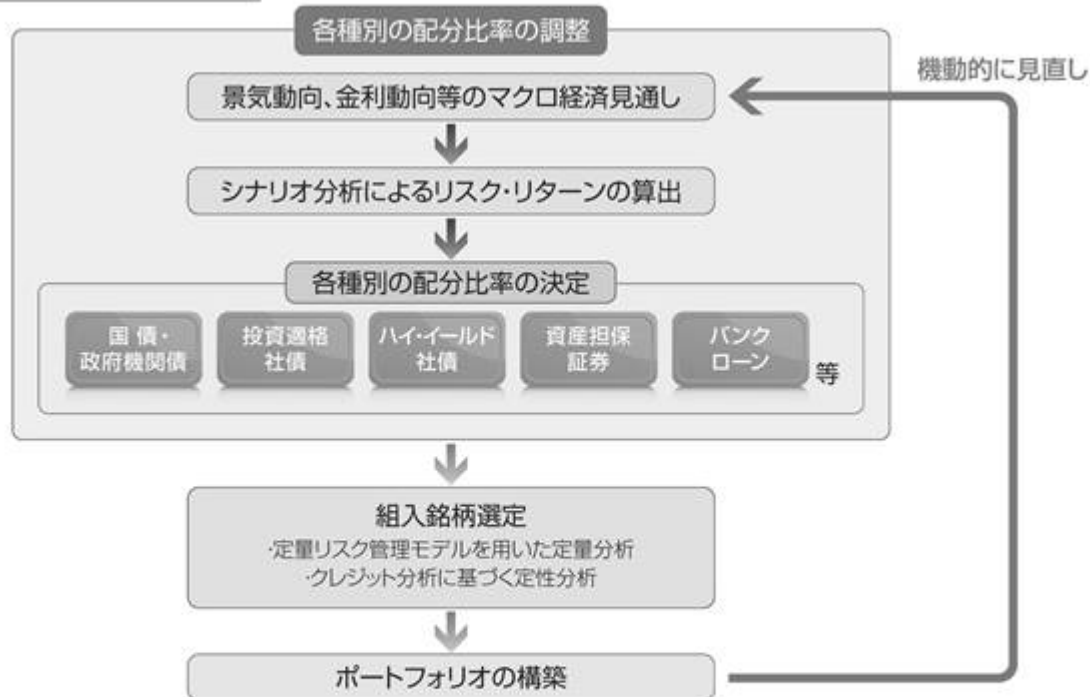 各種別の配分比率の調整
機動的に見直し
景気動向、金利動向等のマクロ経済見通し
シナリオ分析によるリスク・リターンの算出
各種別の配分比率の決定
国債・
政府機関債
投資適格
社債
ハイ・イールド
社債
資産担保
証券
バンク
ローン
等
組入銘柄選定
・定量リスク管理モデルを用いた定量分析
・クレジット分析に基づく定性分析
ポートフォリオの構築